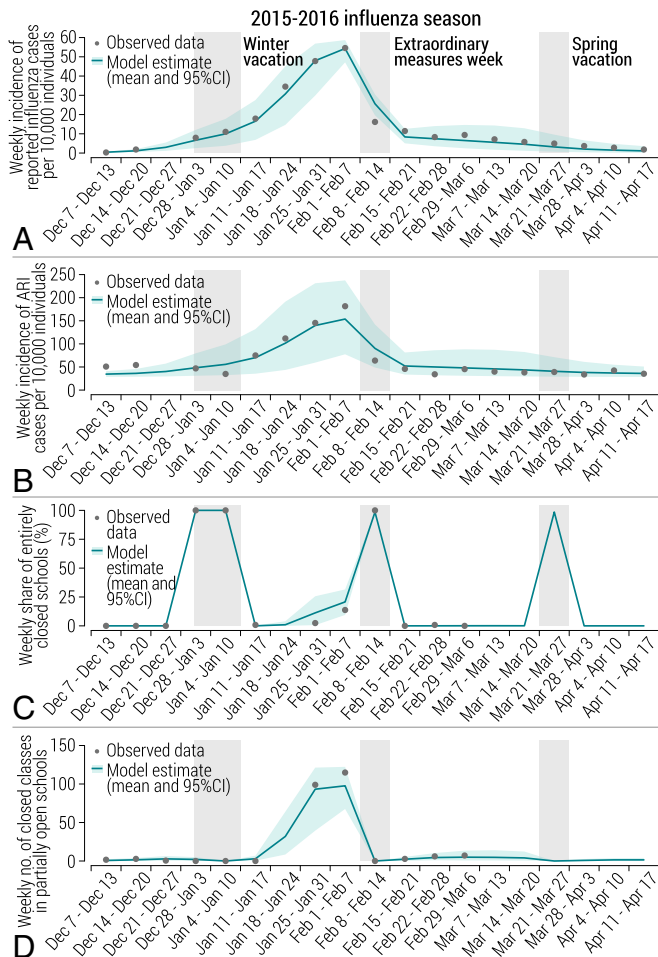 2015-2016 influenza season
Weekly incidence of
reported influenza cases
per 10,000 individuals
60
50
40
30
20
10
0
Observed data
Model estimate
(mean and 95%CI)
Winter
vacation
Extraordinary
measures week
Spring
vacation
Dec 7 - Dec 13
Dec 14 - Dec 20
Dec 21 - Dec 27
Dec 28 - Jan 3
Jan 4 - Jan 10
Jan 11 - Jan 17
Jan 18 - Jan 24
Jan 25 - Jan 31
Feb 1 - Feb 7
Feb 8 - Feb 14
Feb 15 - Feb 21
Feb 22 - Feb 28
Feb 29 - Mar 6
Mar 7 - Mar 13
Mar 14 - Mar 20
Mar 21 - Mar 27
Mar 28 - Apr 3
Apr 4 - Apr 10
Apr 11 - Apr 17
A
Weekly incidence of ARI
cases per 10,000 individuals
250
200
150
100
50
0
Observed data
Model estimate
(mean and 95%CI)
Dec 7 - Dec 13
Dec 14 - Dec 20
Dec 21 - Dec 27
Dec 28 - Jan 3
Jan 4 - Jan 10
Jan 11 - Jan 17
Jan 18 - Jan 24
Jan 25 - Jan 31
Feb 1 - Feb 7
Feb 8 - Feb 14
Feb 15 - Feb 21
Feb 22 - Feb 28
Feb 29 - Mar 6
Mar 7 - Mar 13
Mar 14 - Mar 20
Mar 21 - Mar 27
Mar 28 - Apr 3
Apr 4 - Apr 10
Apr 11 - Apr 17
B
Weekly share of entirely
closed schools (%)
100
75
50
25
0
Observed
data
Model
estimate
(mean and
95%CI)
Dec 7 - Dec 13
Dec 14 - Dec 20
Dec 21 - Dec 27
Dec 28 - Jan 3
Jan 4 - Jan 10
Jan 11 - Jan 17
Jan 18 - Jan 24
Jan 25 - Jan 31
Feb 1 - Feb 7
Feb 8 - Feb 14
Feb 15 - Feb 21
Feb 22 - Feb 28
Feb 29 - Mar 6
Mar 7 - Mar 13
Mar 14 - Mar 20
Mar 21 - Mar 27
Mar 28 - Apr 3
Apr 4 - Apr 10
Apr 11 - Apr 17
C
Weekly no. of closed classes
in partially open schools
150
100
50
0
Observed data
Model estimate
(mean and 95%CI)
Dec 7 - Dec 13
Dec 14 - Dec 20
Dec 21 - Dec 27
Dec 28 - Jan 3
Jan 4 - Jan 10
Jan 11 - Jan 17
Jan 18 - Jan 24
Jan 25 - Jan 31
Feb 1 - Feb 7
Feb 8 - Feb 14
Feb 15 - Feb 21
Feb 22 - Feb 28
Feb 29 - Mar 6
Mar 7 - Mar 13
Mar 14 - Mar 20
Mar 21 - Mar 27
Mar 28 - Apr 3
Apr 4 - Apr 10
Apr 11 - Apr 17
D